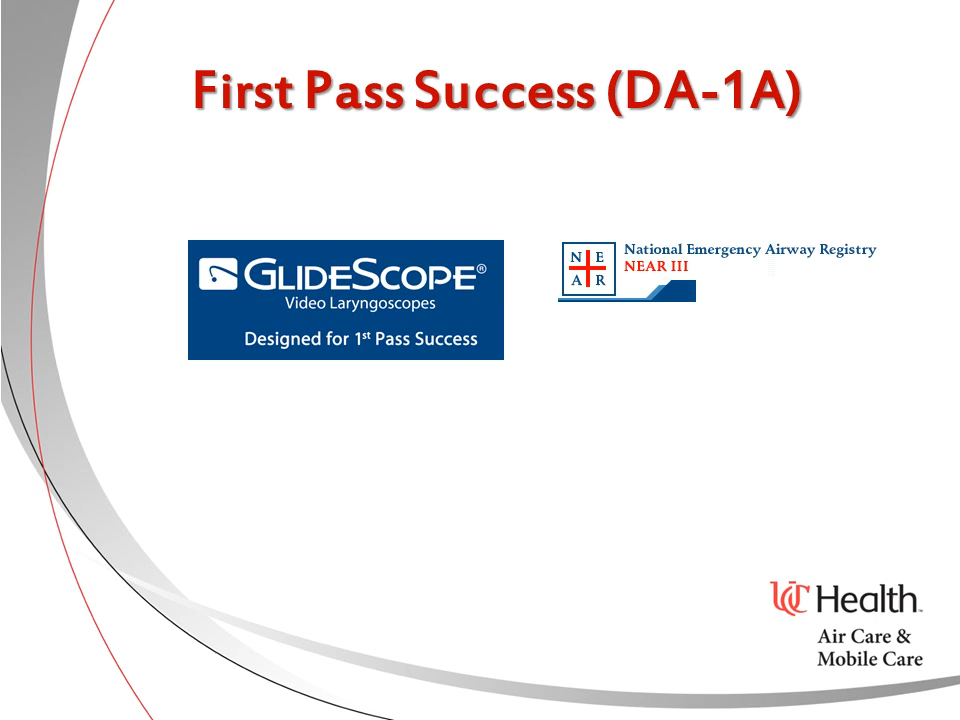 First Pass Success (DA-1A)
GLIDESCOPE®
Video Laryngoscopes
Designed for 1st Pass Success
N E
A R
National Emergency Airway Registry
NEAR III
UC Health™
Air Care &
Mobile Care